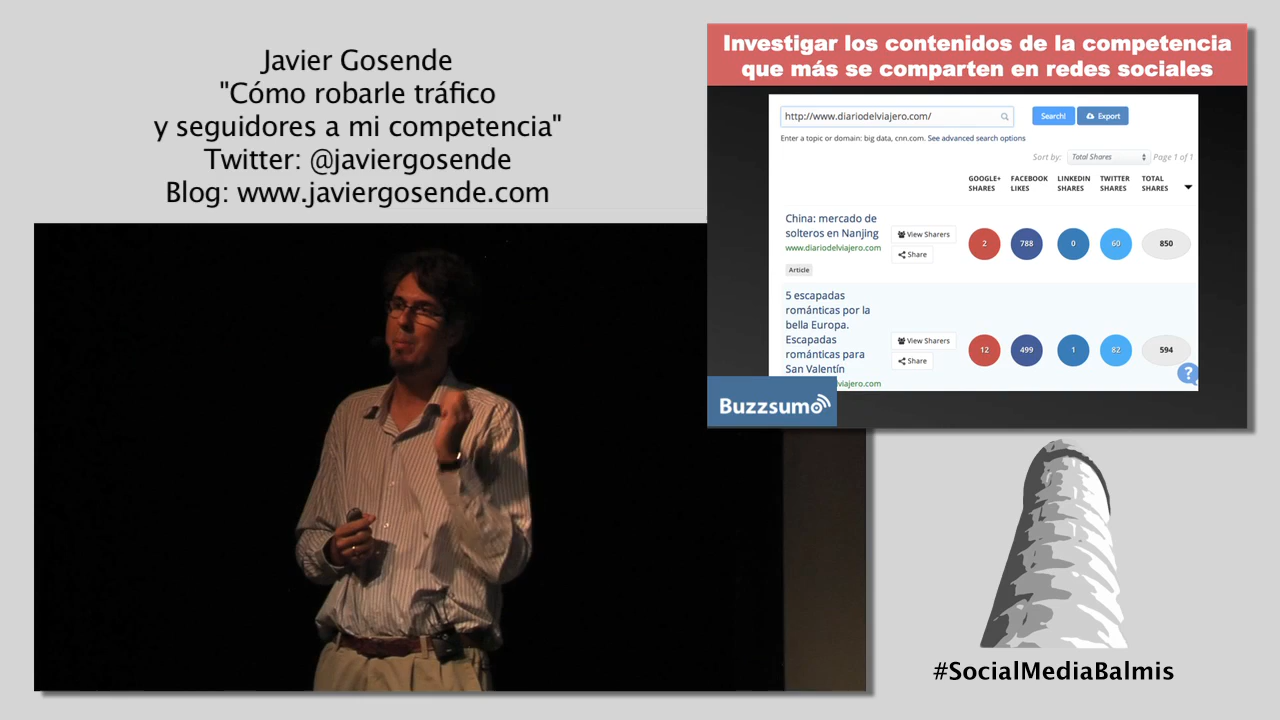 Javier Gosende
"Cómo robarle tráfico
y seguidores a mi competencia"
Twitter: @javiergosende
Blog: www.javiergosende.com
Investigar los contenidos de la competencia
que más se comparten en redes sociales
http://www.diariodelviajero.com/
Search!
Export
Enter a topic or domain: big data, cnn.com. See advanced search options
Sort by: Total Shares Page 1 of 1
GOOGLE+ SHARES
FACEBOOK LIKES
LINKEDIN SHARES
TWITTER SHARES
TOTAL SHARES
China: mercado de
solteros en Nanjing
www.diariodelviajero.com
Article
View Sharers
Share
2 788 0 60 850
5 escapadas
románticas por la
bella Europa.
Escapadas
románticas para
San Valentín
elviajero.com
View Sharers
Share
12 499 1 82 594
?
Buzzsumo
#SocialMediaBalmis